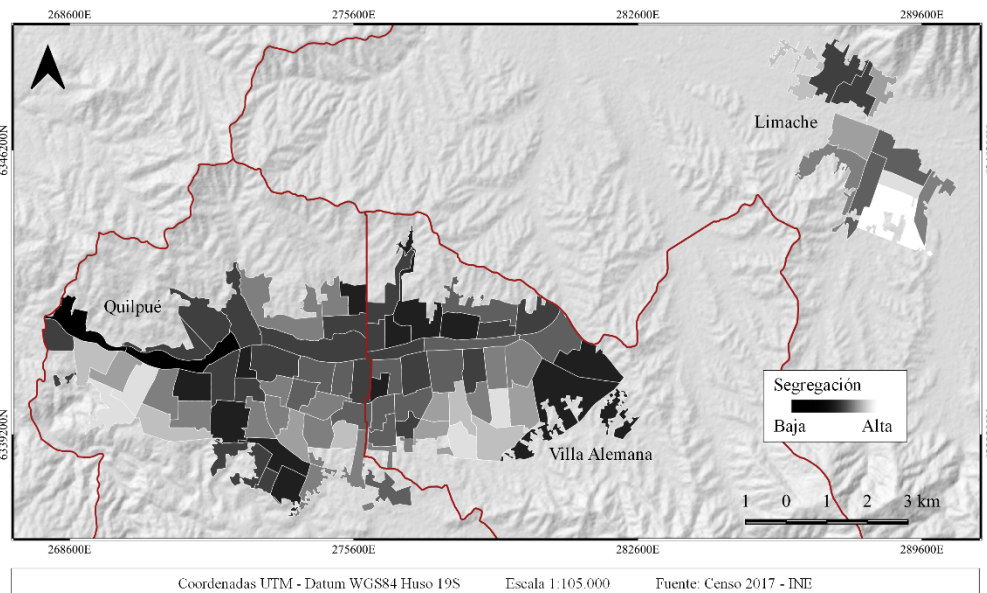 268600E 275600E 282600E 289600E
6346200N
Limache
Quilpué
Segregación
Baja Alta
6339200N
Villa Alemana
1 0 1 2 3 km
268600E 275600E 282600E 289600E
Coordenadas UTM - Datum WGS84 Huso 19S Escala 1:105.000 Fuente: Censo 2017 - INE